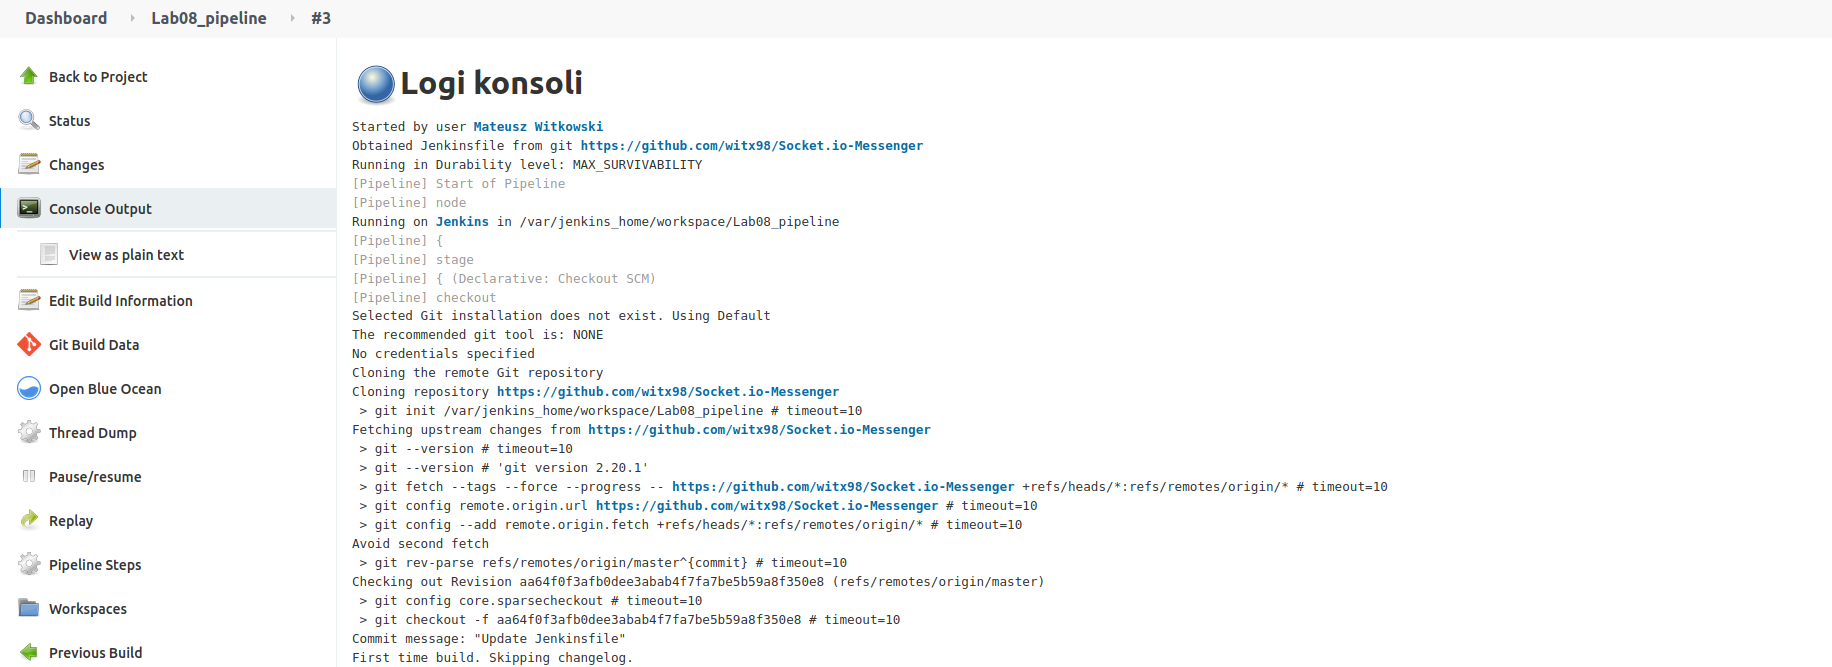 Dashboard Lab08_pipeline #3
Back to Project
Status
Changes
Console Output
View as plain text
Edit Build Information
Git Build Data
Open Blue Ocean
Thread Dump
Pause/resume
Replay
Pipeline Steps
Workspaces
Previous Build
Logi konsoli
Started by user Mateusz Witkowski
Obtained Jenkinsfile from git https://github.com/witx98/Socket.io-Messenger
Running in Durability level: MAX_SURVIVABILITY
[Pipeline] Start of Pipeline
[Pipeline] node
Running on Jenkins in /var/jenkins_home/workspace/Lab08_pipeline
[Pipeline] {
[Pipeline] stage
[Pipeline] { (Declarative: Checkout SCM)
[Pipeline] checkout
Selected Git installation does not exist. Using Default
The recommended git tool is: NONE
No credentials specified
Cloning the remote Git repository
Cloning repository https://github.com/witx98/Socket.io-Messenger
 > git init /var/jenkins_home/workspace/Lab08_pipeline # timeout=10
Fetching upstream changes from https://github.com/witx98/Socket.io-Messenger
 > git --version # timeout=10
 > git --version # 'git version 2.20.1'
 > git fetch --tags --force --progress -- https://github.com/witx98/Socket.io-Messenger +refs/heads/*:refs/remotes/origin/* # timeout=10
 > git config remote.origin.url https://github.com/witx98/Socket.io-Messenger # timeout=10
 > git config --add remote.origin.fetch +refs/heads/*:refs/remotes/origin/* # timeout=10
Avoid second fetch
 > git rev-parse refs/remotes/origin/master^{commit} # timeout=10
Checking out Revision aa64f0f3afb0dee3abab4f7fa7be5b59a8f350e8 (refs/remotes/origin/master)
 > git config core.sparsecheckout # timeout=10
 > git checkout -f aa64f0f3afb0dee3abab4f7fa7be5b59a8f350e8 # timeout=10
Commit message: "Update Jenkinsfile"
First time build. Skipping changelog.